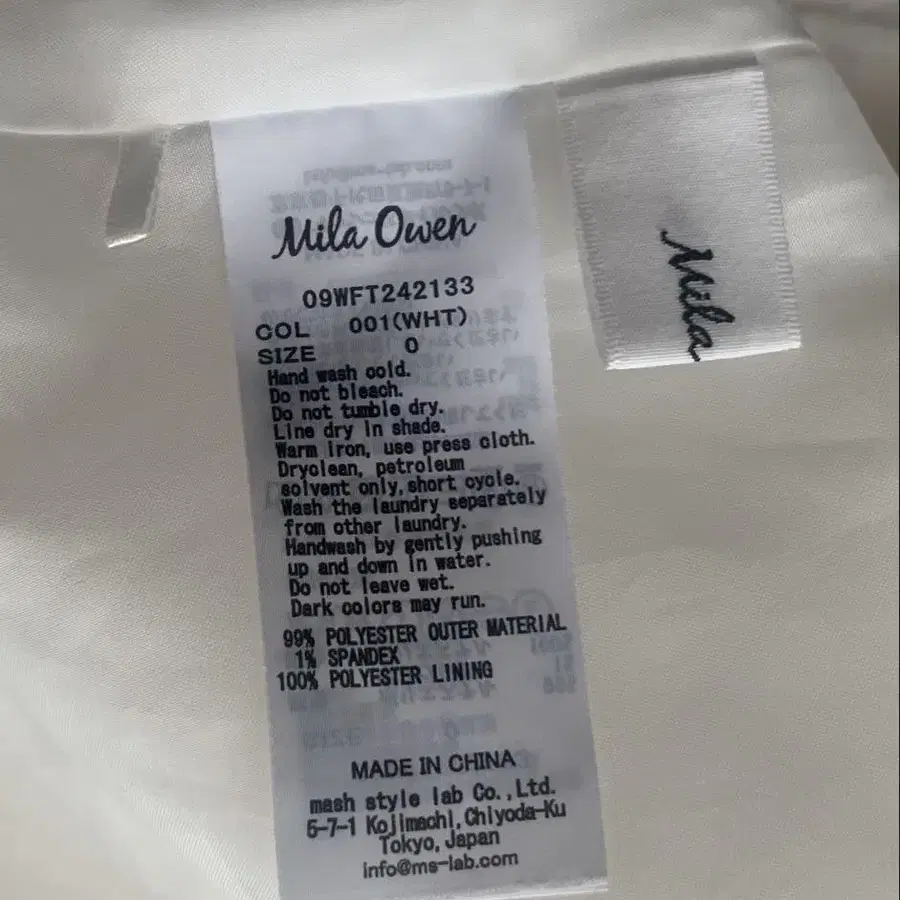 Mila Owen
09WFT242133
COL 001(WHT)
SIZE 0
Hand wash cold.
Do not bleach.
Do not tumble dry.
Line dry in shade.
Warm iron, use press cloth.
Dryclean, petroleum
solvent only, short cycle.
Wash the laundry separately
from other laundry.
Handwash by gently pushing
up and down in water.
Do not leave wet.
Dark colors may run.
99% POLYESTER OUTER MATERIAL
1% SPANDEX
100% POLYESTER LINING
MADE IN CHINA
mash style lab Co.,Ltd.
5-7-1 Kojimachi,Chiyoda-Ku
Tokyo,Japan
info@ms-lab.com
Mila